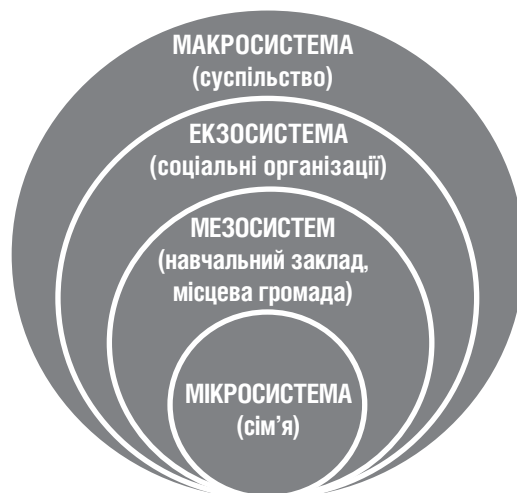 МАКРОСИСТЕМА
(суспільство)
ЕКЗОСИСТЕМА
(соціальні організації)
МЕЗОСИСТЕМ
(навчальний заклад,
місцева громада)
МІКРОСИСТЕМА
(сім’я)